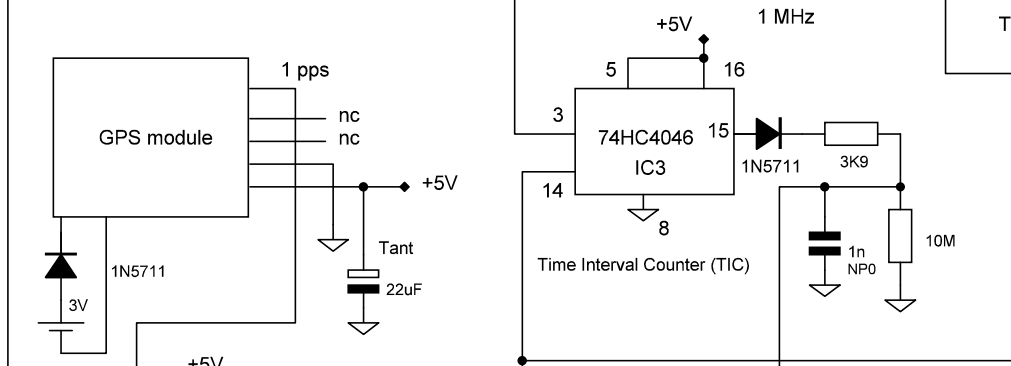 1 pps
nc
nc
GPS module
+5V
Tant
22uF
1N5711
3V
+5V
+5V
1 MHz
T
5
16
3
74HC4046
15
IC3
14
8
1N5711
3K9
1n
NP0
10M
Time Interval Counter (TIC)